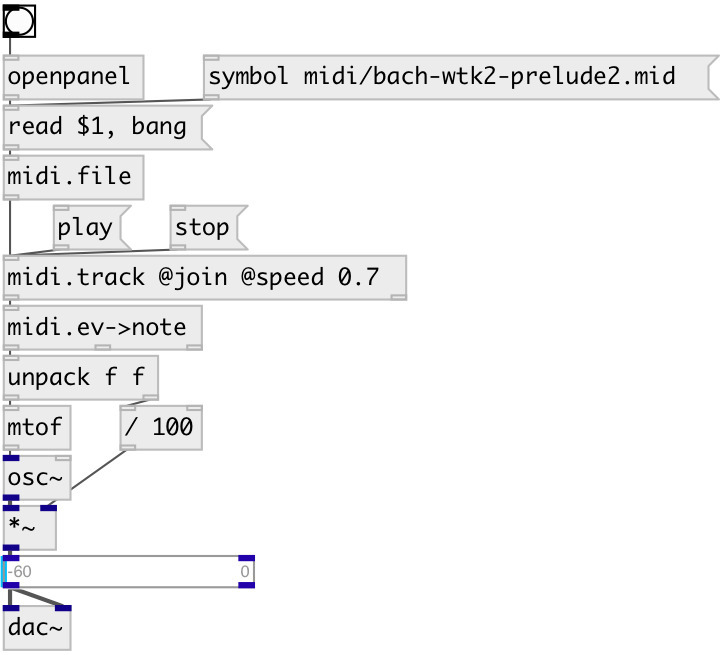 openpanel symbol midi/bach-wtk2-prelude2.mid
read $1, bang
midi.file
play stop
midi.track @join @speed 0.7
midi.ev->note
unpack f f
mtof / 100
osc~
*~
-60 0
dac~